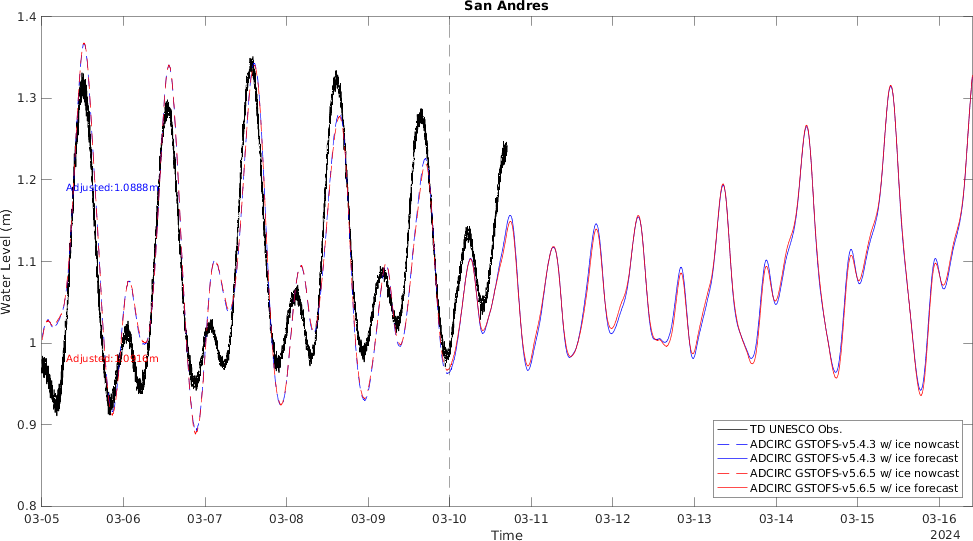 San Andres
1.4
1.3
1.2
1.1
1
0.9
0.8
Water Level (m)
Adjusted:1.0888m
Adjusted:1.0916m
TD UNESCO Obs.
ADCIRC GSTOFS-v5.4.3 w/ ice nowcast
ADCIRC GSTOFS-v5.4.3 w/ ice forecast
ADCIRC GSTOFS-v5.6.5 w/ ice nowcast
ADCIRC GSTOFS-v5.6.5 w/ ice forecast
03-05 03-06 03-07 03-08 03-09 03-10 03-11 03-12 03-13 03-14 03-15 03-16
Time
2024